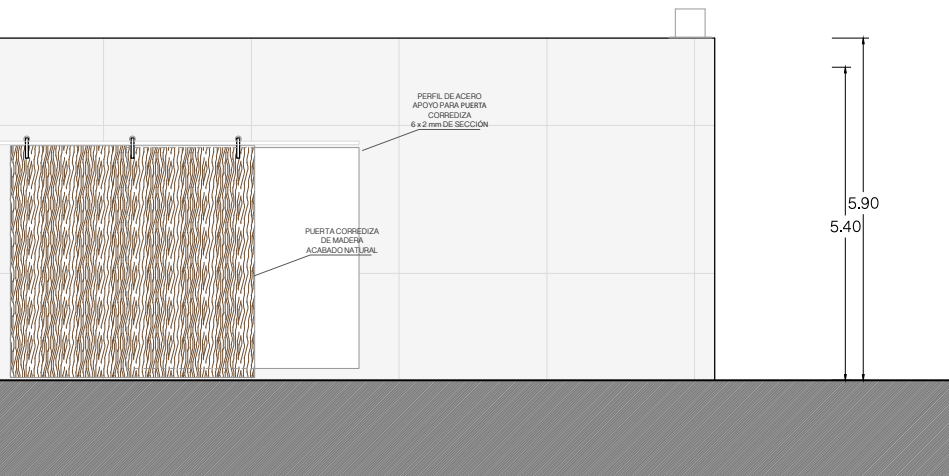 PERFIL DE ACERO
APOYO PARA PUERTA
CORREDIZA
6 x 2 mm DE SECCIÓN
5.90
5.40
PUERTA CORREDIZA
DE MADERA
ACABADO NATURAL